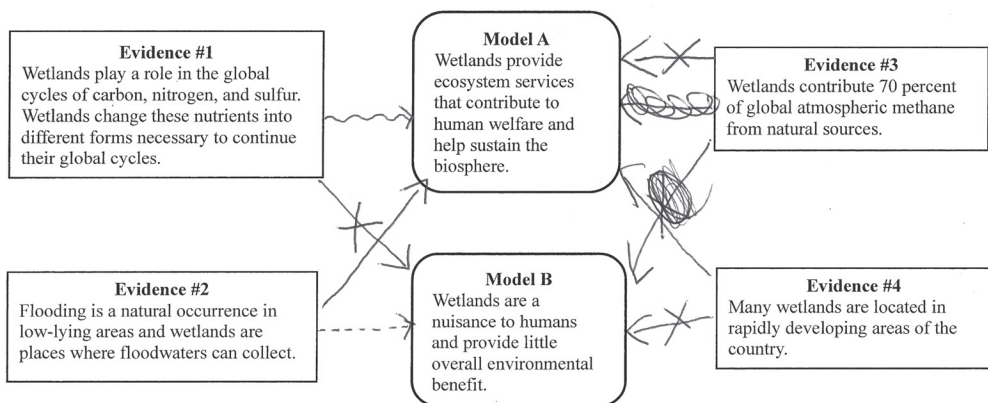 Evidence #1
Wetlands play a role in the global
cycles of carbon, nitrogen, and sulfur.
Wetlands change these nutrients into
different forms necessary to continue
their global cycles.
Evidence #2
Flooding is a natural occurrence in
low-lying areas and wetlands are
places where floodwaters can collect.
Model A
Wetlands provide
ecosystem services
that contribute to
human welfare and
help sustain the
biosphere.
Model B
Wetlands are a
nuisance to humans
and provide little
overall environmental
benefit.
Evidence #3
Wetlands contribute 70 percent
of global atmospheric methane
from natural sources.
Evidence #4
Many wetlands are located in
rapidly developing areas of the
country.